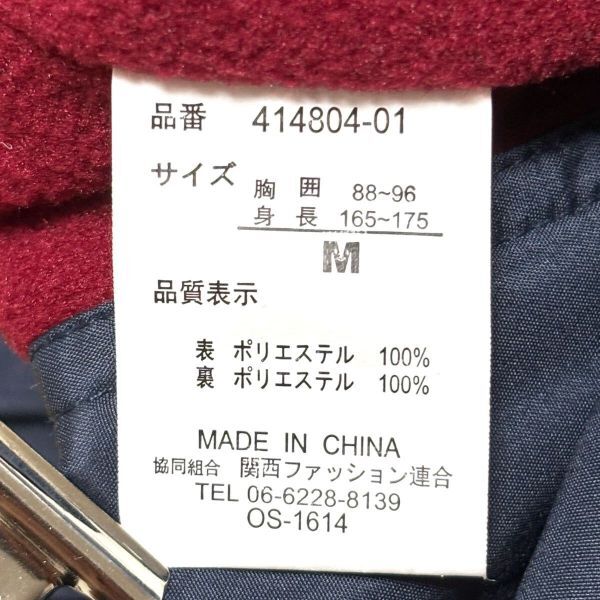 品番 414804-01
サイズ 胸囲 88~96
身長 165~175
M
品質表示
表 ポリエステル 100%
裏 ポリエステル 100%
MADE IN CHINA
協同組合 関西ファッション連合
TEL 06-6228-8139
OS-1614